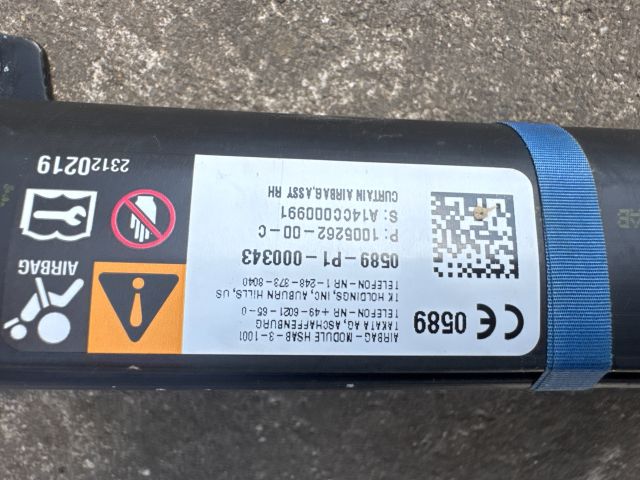 AIRBAG - MODULE HSAB - 3 - 1001
TAKATA AG, ASCHAFFENBURG
TELEFON - NR + 49 - 6021 - 65 - 0
TK HOLDINGS, INC, AUBURN HILLS, US
TELEFON - NR 1 - 248 - 373 - 8040
0589 - P1 - 000343
P: 1005262 - 00 - C
S: A14CC000991
CURTAIN AIRBAG,ASSY RH
CE 0589
AIRBAG
23120219